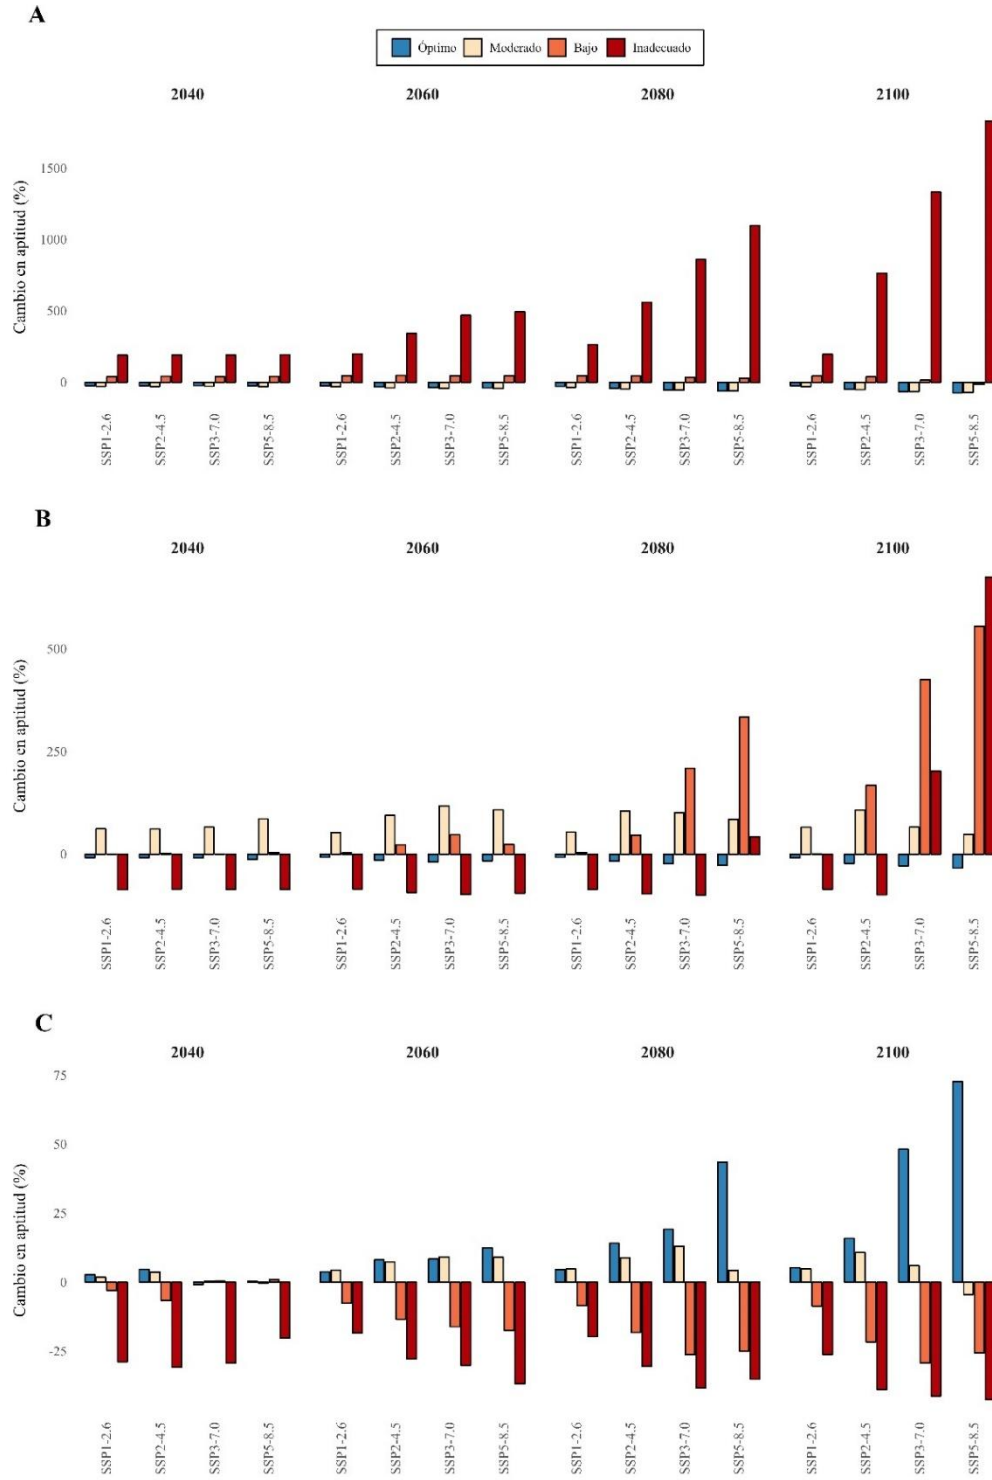 A
Óptimo Moderado Bajo Inadecuado
2040 2060 2080 2100
Cambio en aptitud (%)
1500
1000
500
0
SSP1-2.6 SSP2-4.5 SSP3-7.0 SSP5-8.5 SSP1-2.6 SSP2-4.5 SSP3-7.0 SSP5-8.5 SSP1-2.6 SSP2-4.5 SSP3-7.0 SSP5-8.5 SSP1-2.6 SSP2-4.5 SSP3-7.0 SSP5-8.5
B
2040 2060 2080 2100
Cambio en aptitud (%)
500
250
0
SSP1-2.6 SSP2-4.5 SSP3-7.0 SSP5-8.5 SSP1-2.6 SSP2-4.5 SSP3-7.0 SSP5-8.5 SSP1-2.6 SSP2-4.5 SSP3-7.0 SSP5-8.5 SSP1-2.6 SSP2-4.5 SSP3-7.0 SSP5-8.5
C
2040 2060 2080 2100
Cambio en aptitud (%)
75
50
25
0
-25
SSP1-2.6 SSP2-4.5 SSP3-7.0 SSP5-8.5 SSP1-2.6 SSP2-4.5 SSP3-7.0 SSP5-8.5 SSP1-2.6 SSP2-4.5 SSP3-7.0 SSP5-8.5 SSP1-2.6 SSP2-4.5 SSP3-7.0 SSP5-8.5